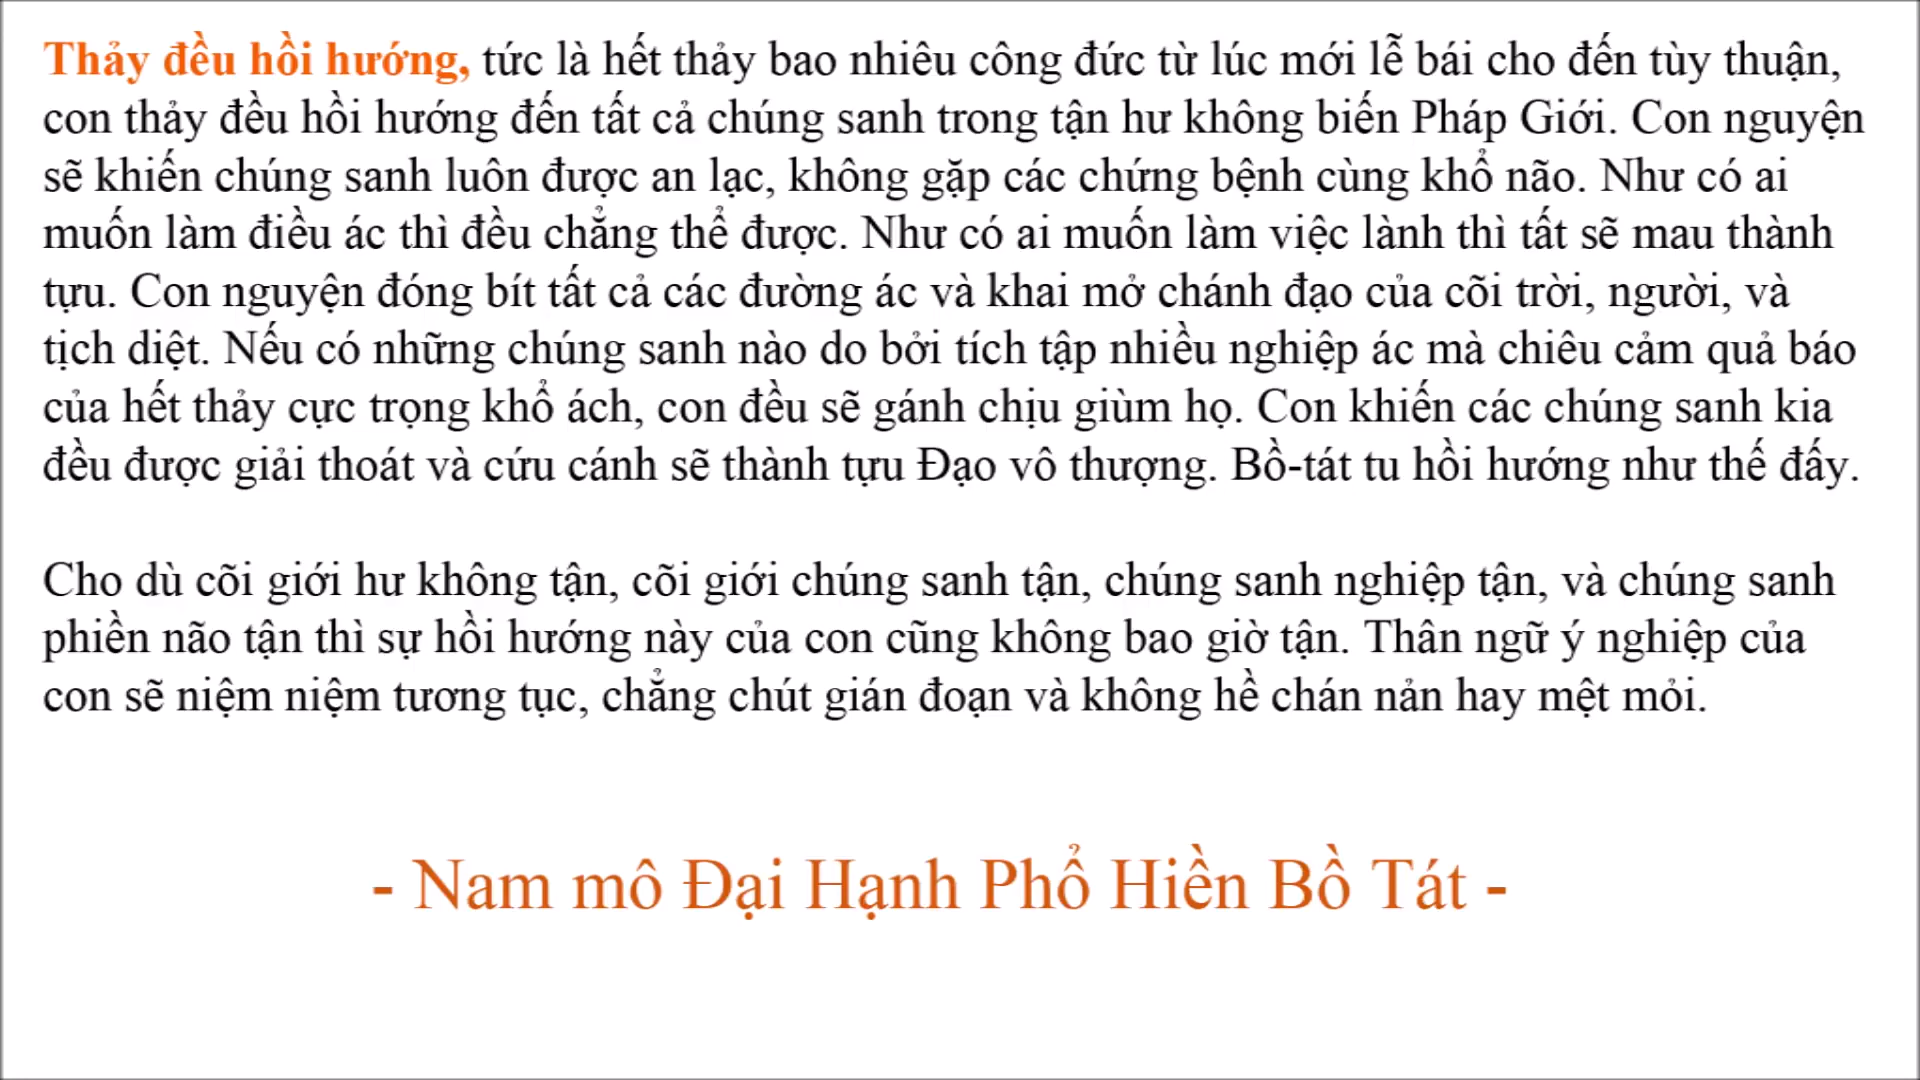 Thảy đều hồi hướng, tức là hết thảy bao nhiêu công đức từ lúc mới lễ bái cho đến tùy thuận,
con thảy đều hồi hướng đến tất cả chúng sanh trong tận hư không biến Pháp Giới. Con nguyện
sẽ khiến chúng sanh luôn được an lạc, không gặp các chứng bệnh cùng khổ não. Như có ai
muốn làm điều ác thì đều chẳng thể được. Như có ai muốn làm việc lành thì tất sẽ mau thành
tựu. Con nguyện đóng bít tất cả các đường ác và khai mở chánh đạo của cõi trời, người, và
tịch diệt. Nếu có những chúng sanh nào do bởi tích tập nhiều nghiệp ác mà chiêu cảm quả báo
của hết thảy cực trọng khổ ách, con đều sẽ gánh chịu giùm họ. Con khiến các chúng sanh kia
đều được giải thoát và cứu cánh sẽ thành tựu Đạo vô thượng. Bồ-tát tu hồi hướng như thế đấy.
Cho dù cõi giới hư không tận, cõi giới chúng sanh tận, chúng sanh nghiệp tận, và chúng sanh
phiền não tận thì sự hồi hướng này của con cũng không bao giờ tận. Thân ngữ ý nghiệp của
con sẽ niệm niệm tương tục, chẳng chút gián đoạn và không hề chán nản hay mệt mỏi.
- Nam mô Đại Hạnh Phổ Hiền Bồ Tát -